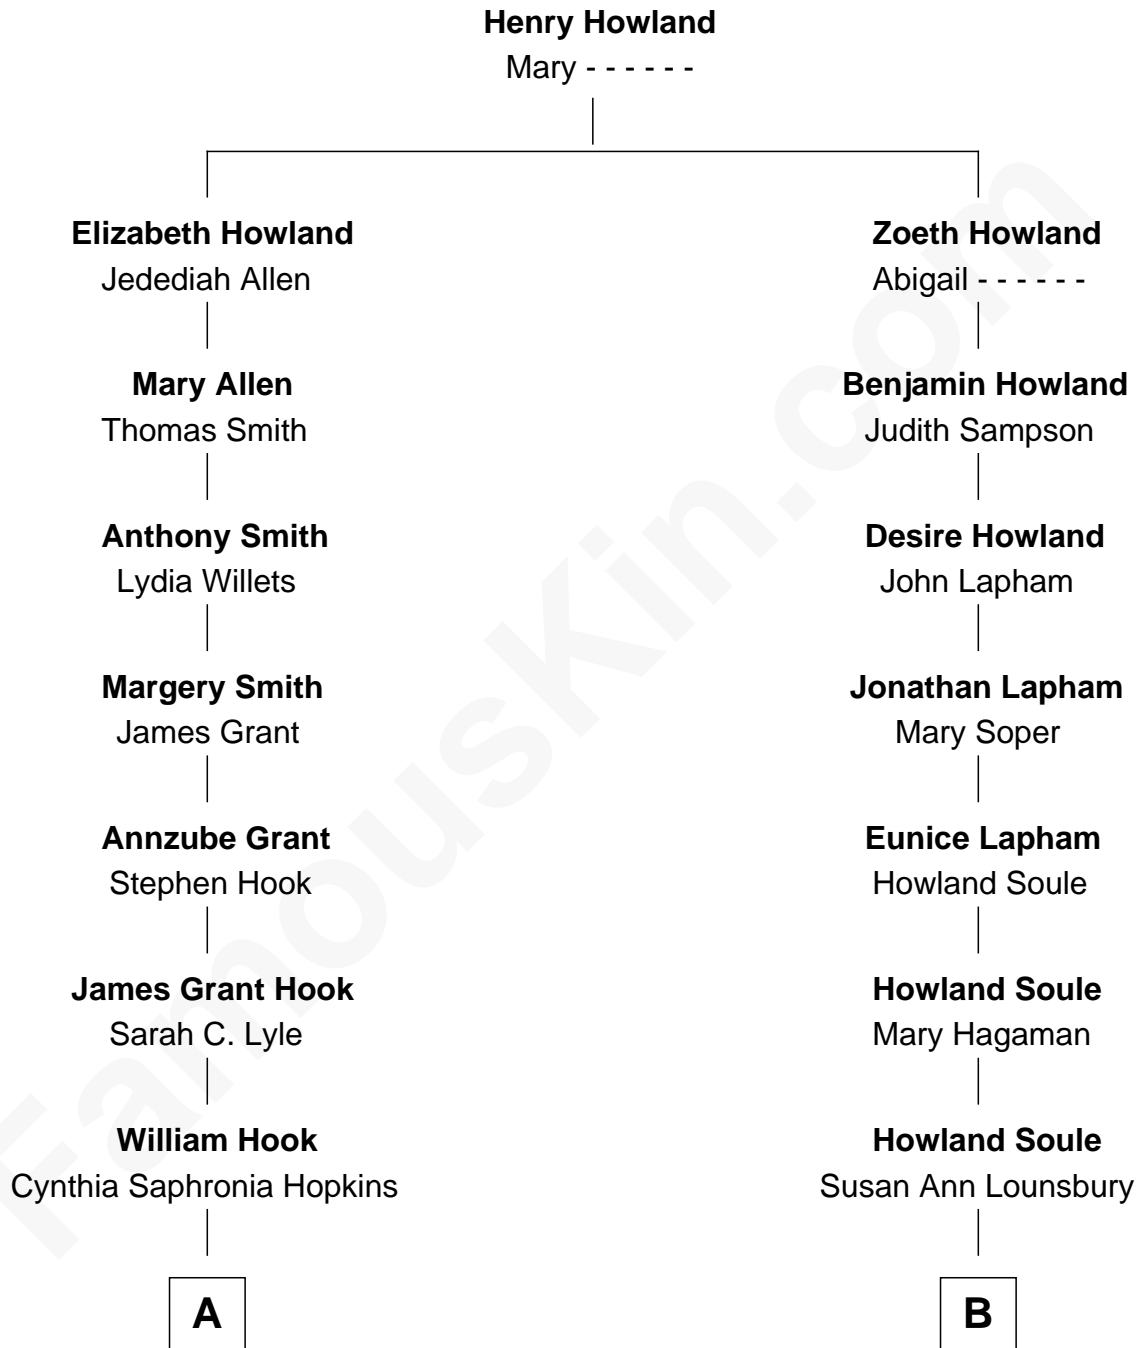 Henry Howland
Mary - - - - - -
Elizabeth Howland
Jedediah Allen
Zoeth Howland
Abigail - - - - - -
Mary Allen
Thomas Smith
Benjamin Howland
Judith Sampson
Anthony Smith
Lydia Willets
Desire Howland
John Lapham
Margery Smith
James Grant
Jonathan Lapham
Mary Soper
Annzube Grant
Stephen Hook
Eunice Lapham
Howland Soule
James Grant Hook
Sarah C. Lyle
Howland Soule
Mary Hagaman
William Hook
Cynthia Saphronia Hopkins
Howland Soule
Susan Ann Lounsbury
A
B
FamousKin.com